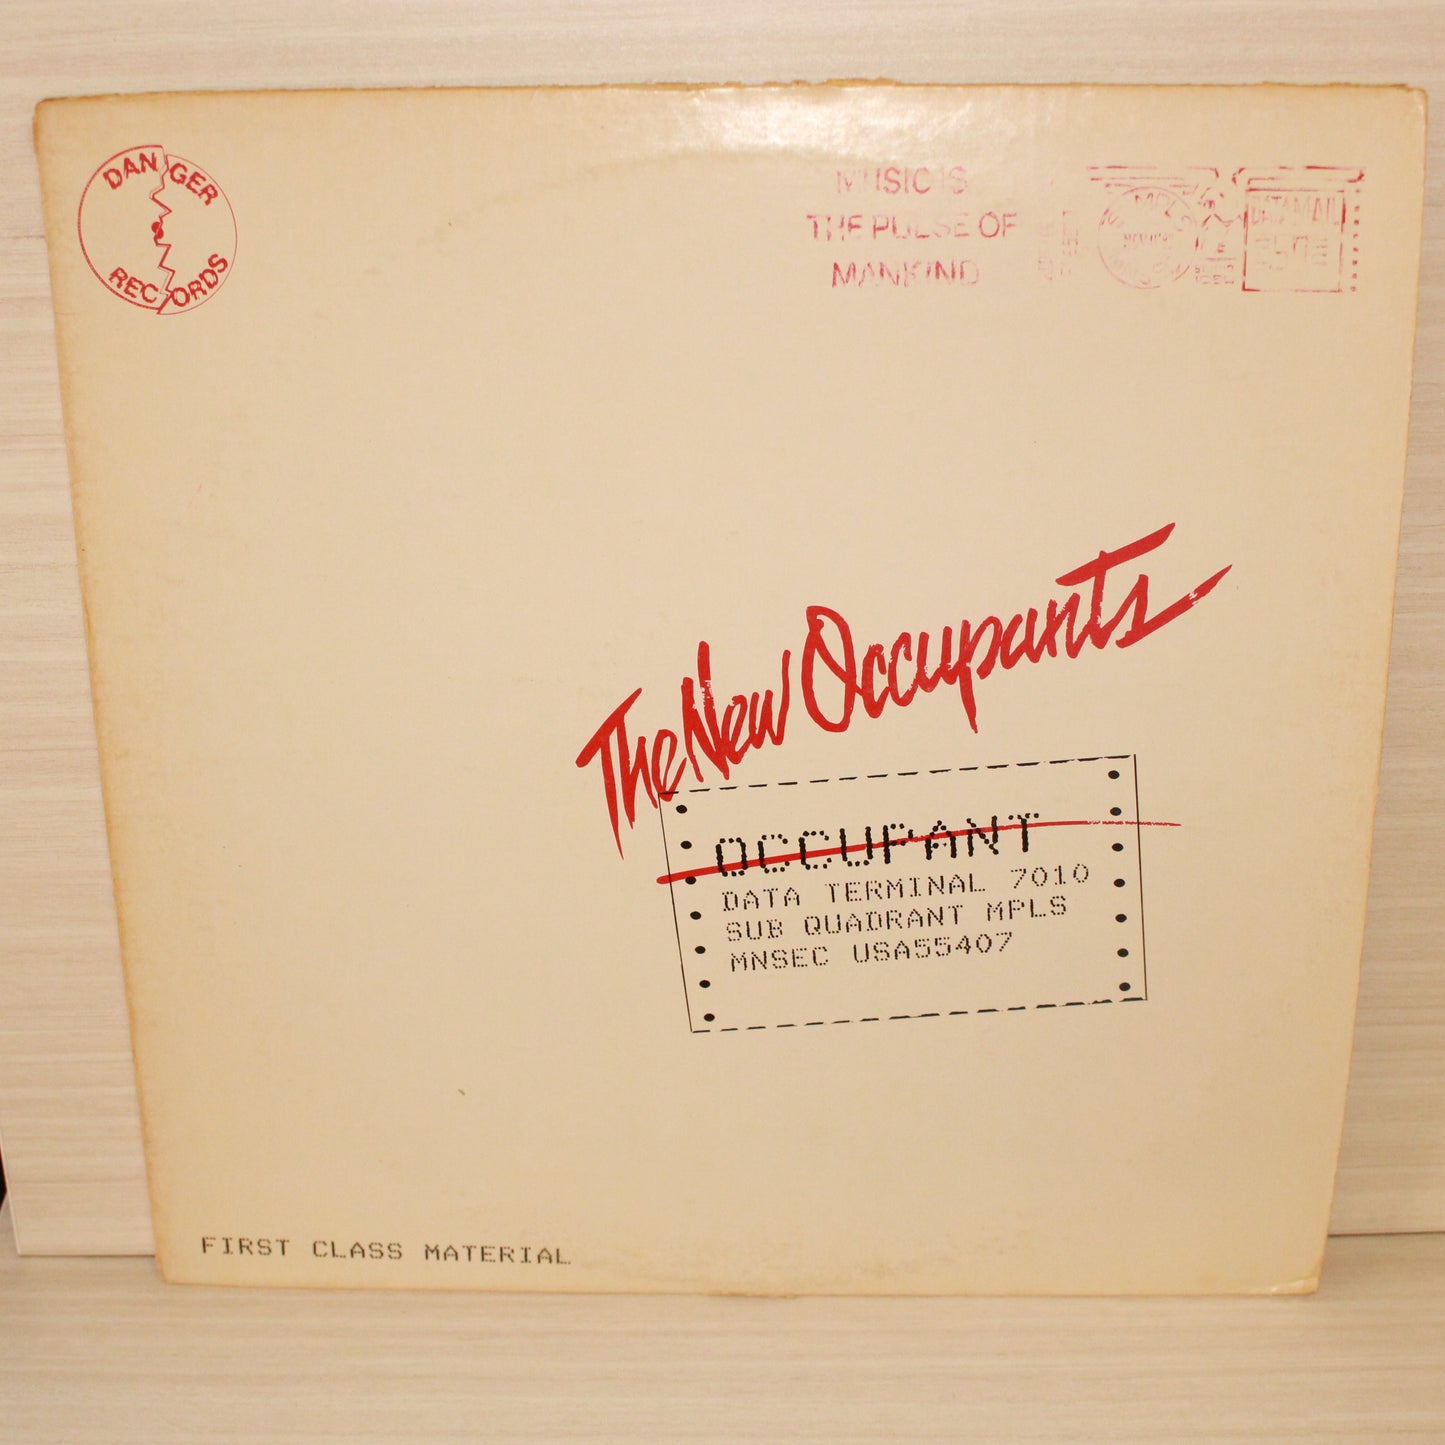 DANGER
RECORDS
MUSIC IS
THE PULSE OF
MANKIND
DATAMAIL
The New Occupants
OCCUPANT
DATA TERMINAL 7010
SUB QUADRANT MPLS
MNSEC USA55407
FIRST CLASS MATERIAL